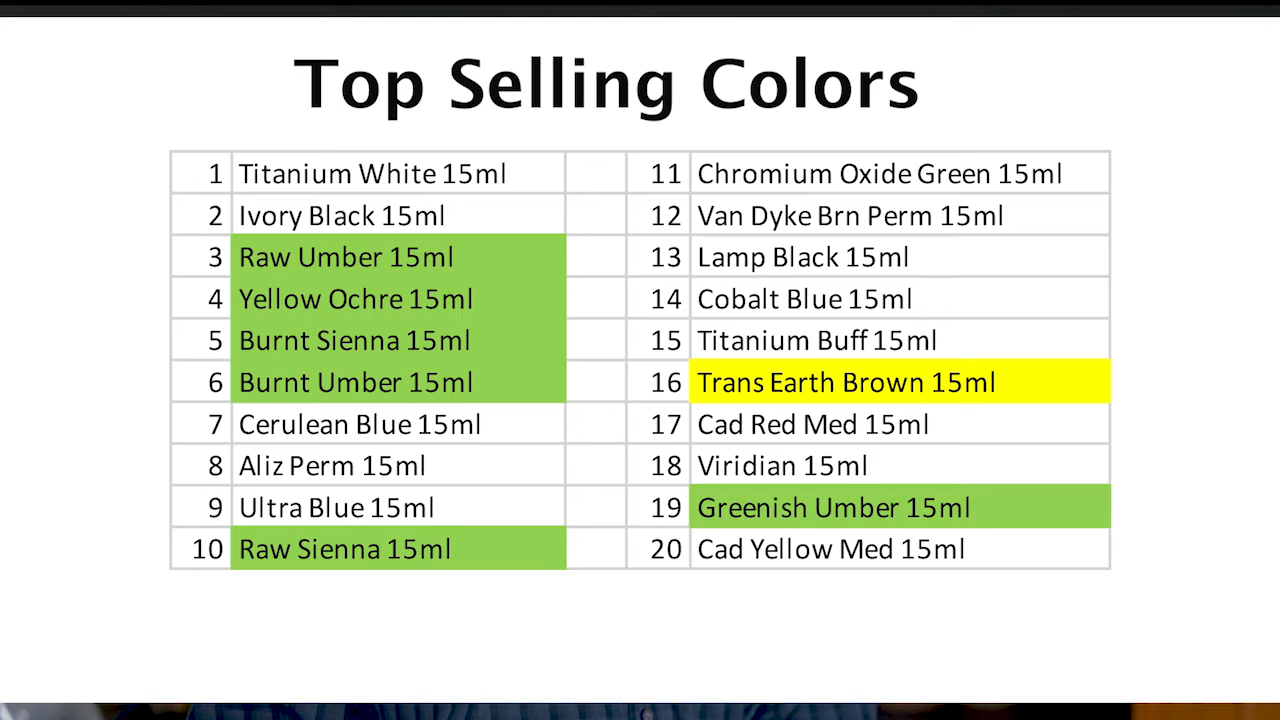 Top Selling Colors
1 Titanium White 15ml
2 Ivory Black 15ml
3 Raw Umber 15ml
4 Yellow Ochre 15ml
5 Burnt Sienna 15ml
6 Burnt Umber 15ml
7 Cerulean Blue 15ml
8 Aliz Perm 15ml
9 Ultra Blue 15ml
10 Raw Sienna 15ml
11 Chromium Oxide Green 15ml
12 Van Dyke Brn Perm 15ml
13 Lamp Black 15ml
14 Cobalt Blue 15ml
15 Titanium Buff 15ml
16 Trans Earth Brown 15ml
17 Cad Red Med 15ml
18 Viridian 15ml
19 Greenish Umber 15ml
20 Cad Yellow Med 15ml